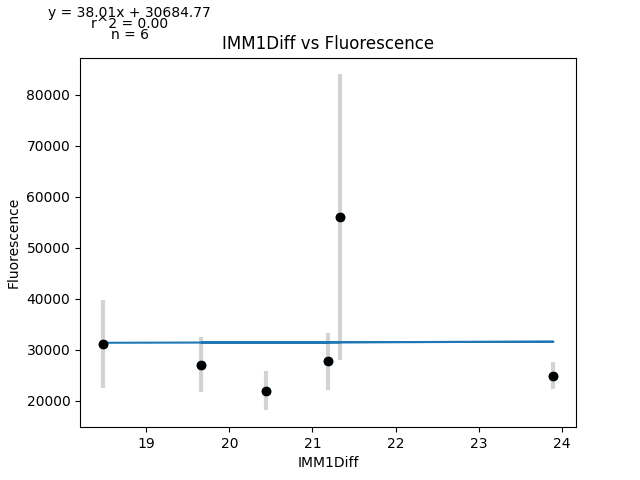 y = 38.01x + 30684.77
r^2 = 0.00
n = 6
IMM1Diff vs Fluorescence
80000
70000
60000
50000
40000
30000
20000
Fluorescence
19 20 21 22 23 24
IMM1Diff